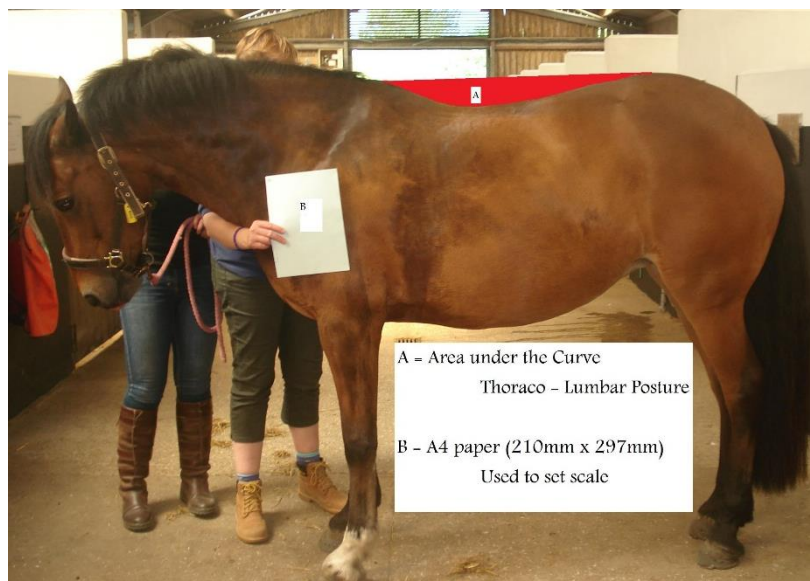 A
B
A = Area under the Curve
Thoraco - Lumbar Posture
B - A4 paper (210mm x 297mm)
Used to set scale